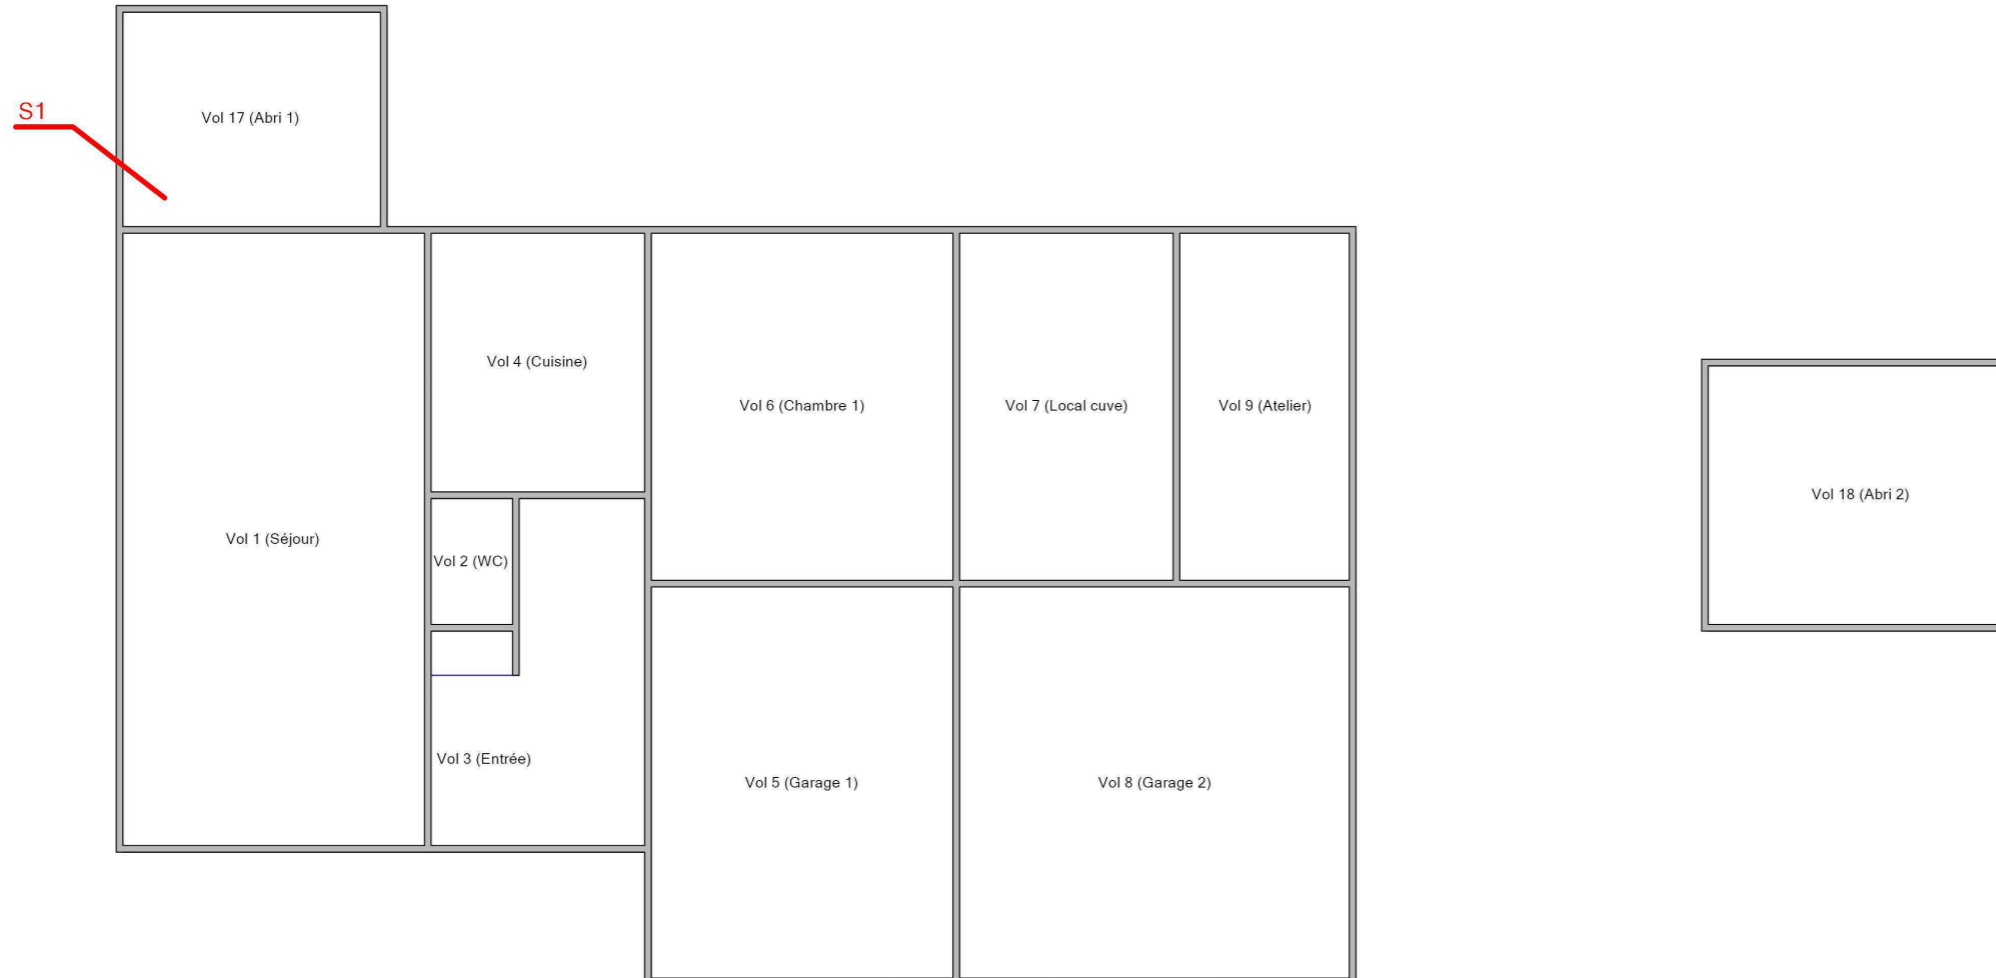 S1
Vol 17 (Abri 1)
Vol 4 (Cuisine)
Vol 6 (Chambre 1)
Vol 7 (Local cuve)
Vol 9 (Atelier)
Vol 18 (Abri 2)
Vol 1 (Séjour)
Vol 2 (WC)
Vol 3 (Entrée)
Vol 5 (Garage 1)
Vol 8 (Garage 2)